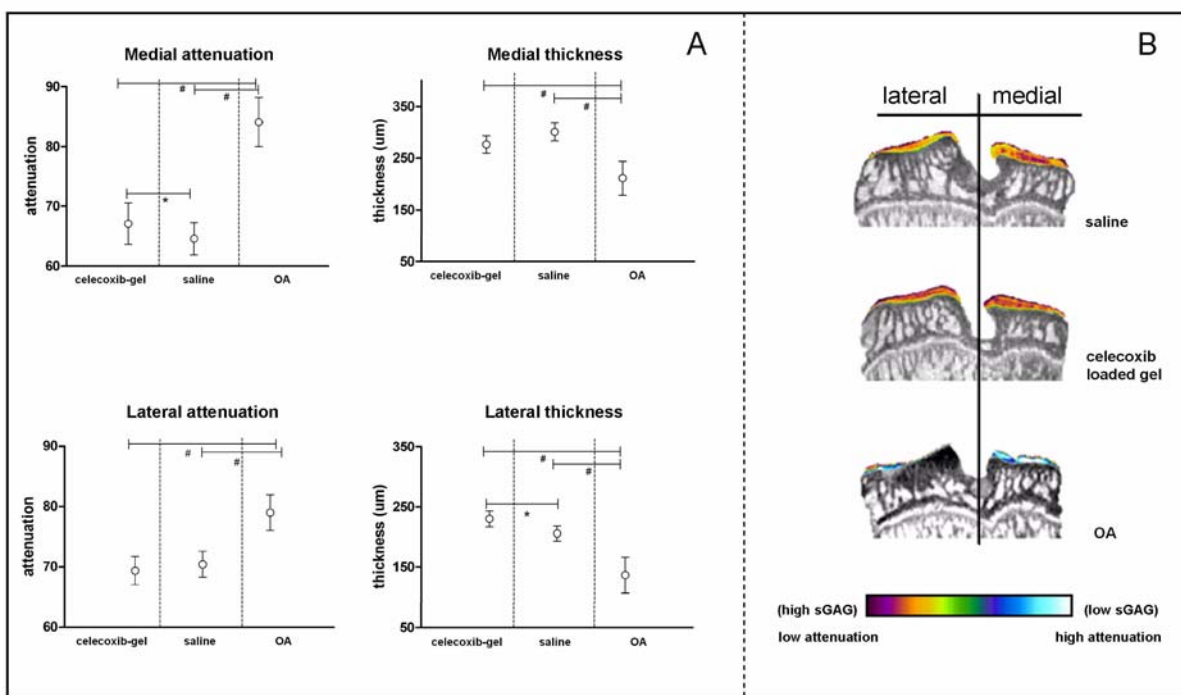 A
Medial attenuation
90
80
70
60
attenuation
#
#
*
celecoxib-gel saline OA
Medial thickness
350
250
150
50
thickness (um)
#
#
celecoxib-gel saline OA
Lateral attenuation
90
80
70
60
attenuation
#
#
celecoxib-gel saline OA
Lateral thickness
350
250
150
50
thickness (um)
#
#
*
celecoxib-gel saline OA
B
lateral medial
saline
celecoxib
loaded gel
OA
(high sGAG) (low sGAG)
low attenuation high attenuation